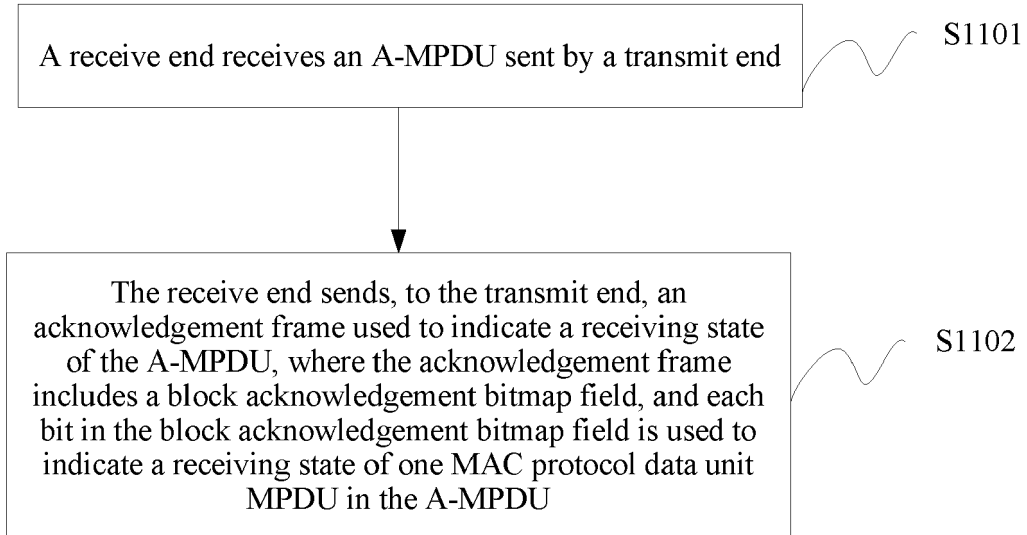 A receive end receives an A-MPDU sent by a transmit end
S1101
The receive end sends, to the transmit end, an
acknowledgement frame used to indicate a receiving state
of the A-MPDU, where the acknowledgement frame
includes a block acknowledgement bitmap field, and each
bit in the block acknowledgement bitmap field is used to
indicate a receiving state of one MAC protocol data unit
MPDU in the A-MPDU
S1102